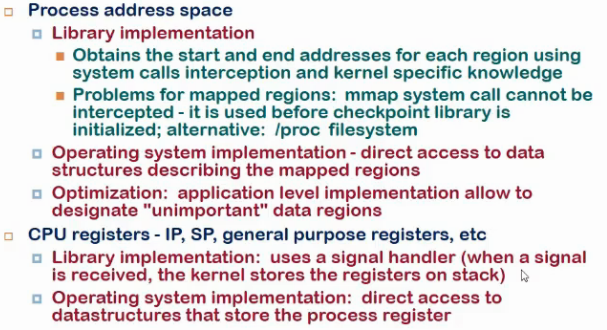 Process address space
Library implementation
Obtains the start and end addresses for each region using
system calls interception and kernel specific knowledge
Problems for mapped regions: mmap system call cannot be
intercepted - it is used before checkpoint library is
initialized; alternative: /proc filesystem
Operating system implementation - direct access to data
structures describing the mapped regions
Optimization: application level implementation allow to
designate "unimportant" data regions
CPU registers - IP, SP, general purpose registers, etc
Library implementation: uses a signal handler (when a signal
is received, the kernel stores the registers on stack)
Operating system implementation: direct access to
datastructures that store the process register